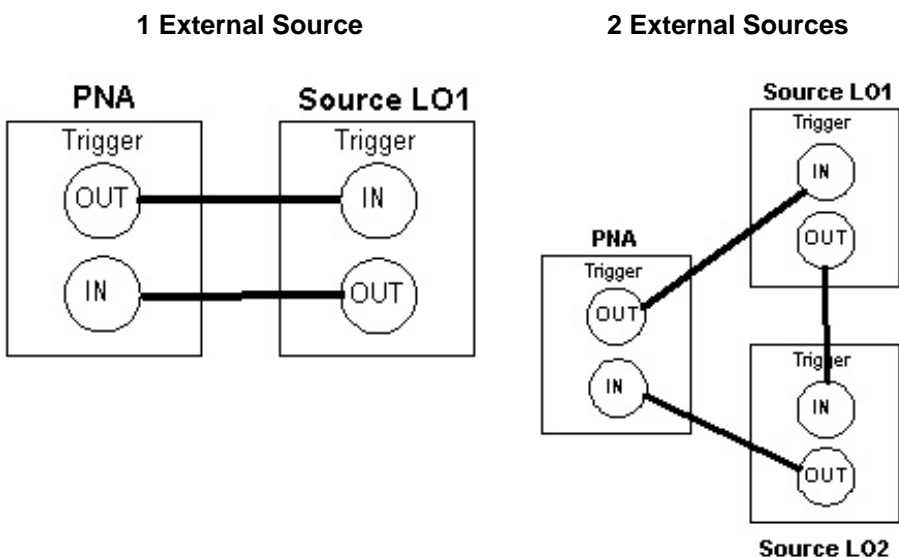 1 External Source
PNA
Source LO1
Trigger
Trigger
OUT
IN
IN
OUT
2 External Sources
Source LO1
Trigger
IN
OUT
PNA
Trigger
OUT
IN
Trigger
IN
OUT
Source LO2